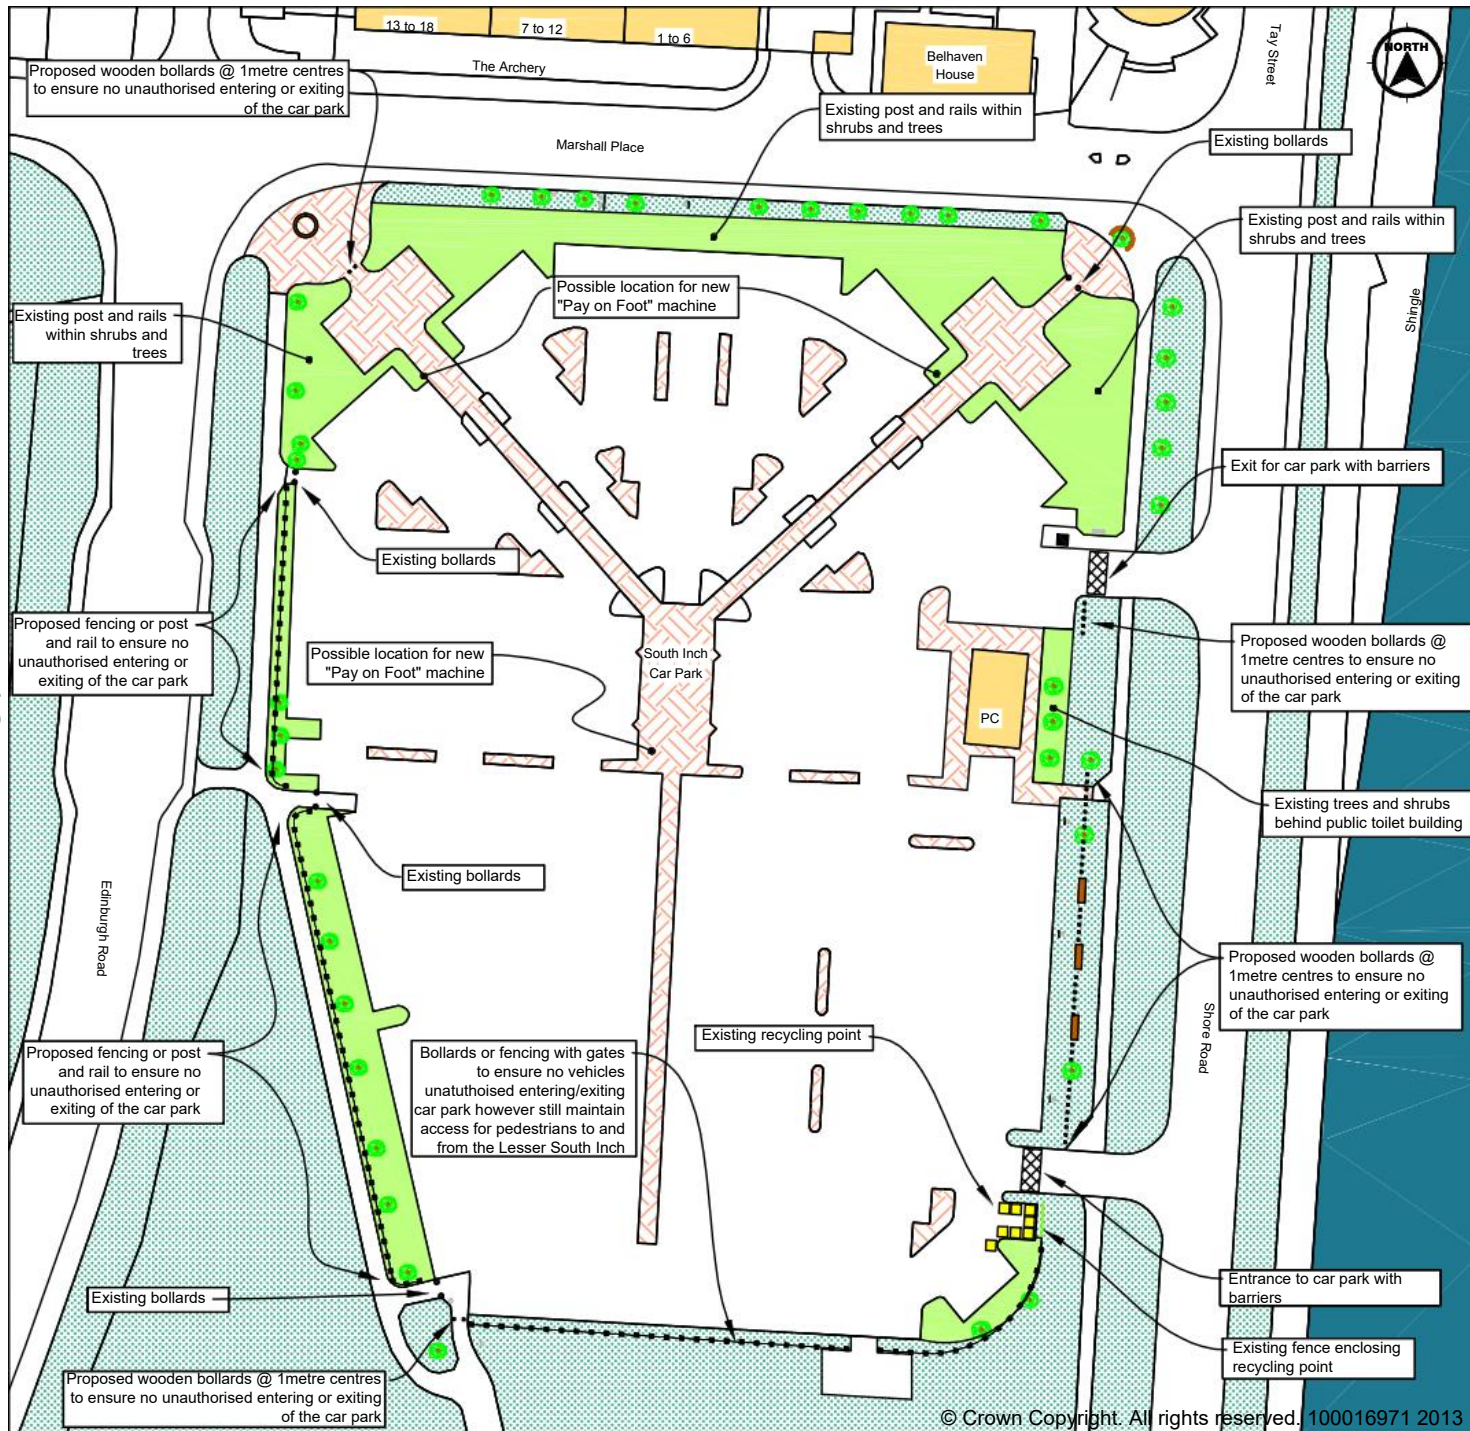 13 to 18
7 to 12
1 to 6
The Archery
Belhaven
House
Tay Street
NORTH
Proposed wooden bollards @ 1metre centres
to ensure no unauthorised entering or exiting
of the car park
Existing post and rails within
shrubs and trees
Marshall Place
Existing bollards
Existing post and rails within
shrubs and trees
Shingle
Existing post and rails
within shrubs and
trees
Possible location for new
"Pay on Foot" machine
Exit for car park with barriers
Existing bollards
Proposed fencing or post
and rail to ensure no
unauthorised entering or
exiting of the car park
Possible location for new
"Pay on Foot" machine
South Inch
Car Park
PC
Proposed wooden bollards @
1metre centres to ensure no
unauthorised entering or exiting
of the car park
Existing trees and shrubs
behind public toilet building
Existing bollards
Edinburgh Road
Proposed wooden bollards @
1metre centres to ensure no
unauthorised entering or exiting
of the car park
Shore Road
Existing recycling point
Proposed fencing or post
and rail to ensure no
unauthorised entering or
exiting of the car park
Bollards or fencing with gates
to ensure no vehicles
unatuthoised entering/exiting
car park however still maintain
access for pedestrians to and
from the Lesser South Inch
Existing bollards
Entrance to car park with
barriers
Existing fence enclosing
recycling point
Proposed wooden bollards @ 1metre centres
to ensure no unauthorised entering or exiting
of the car park
© Crown Copyright. All rights reserved. 100016971 2013